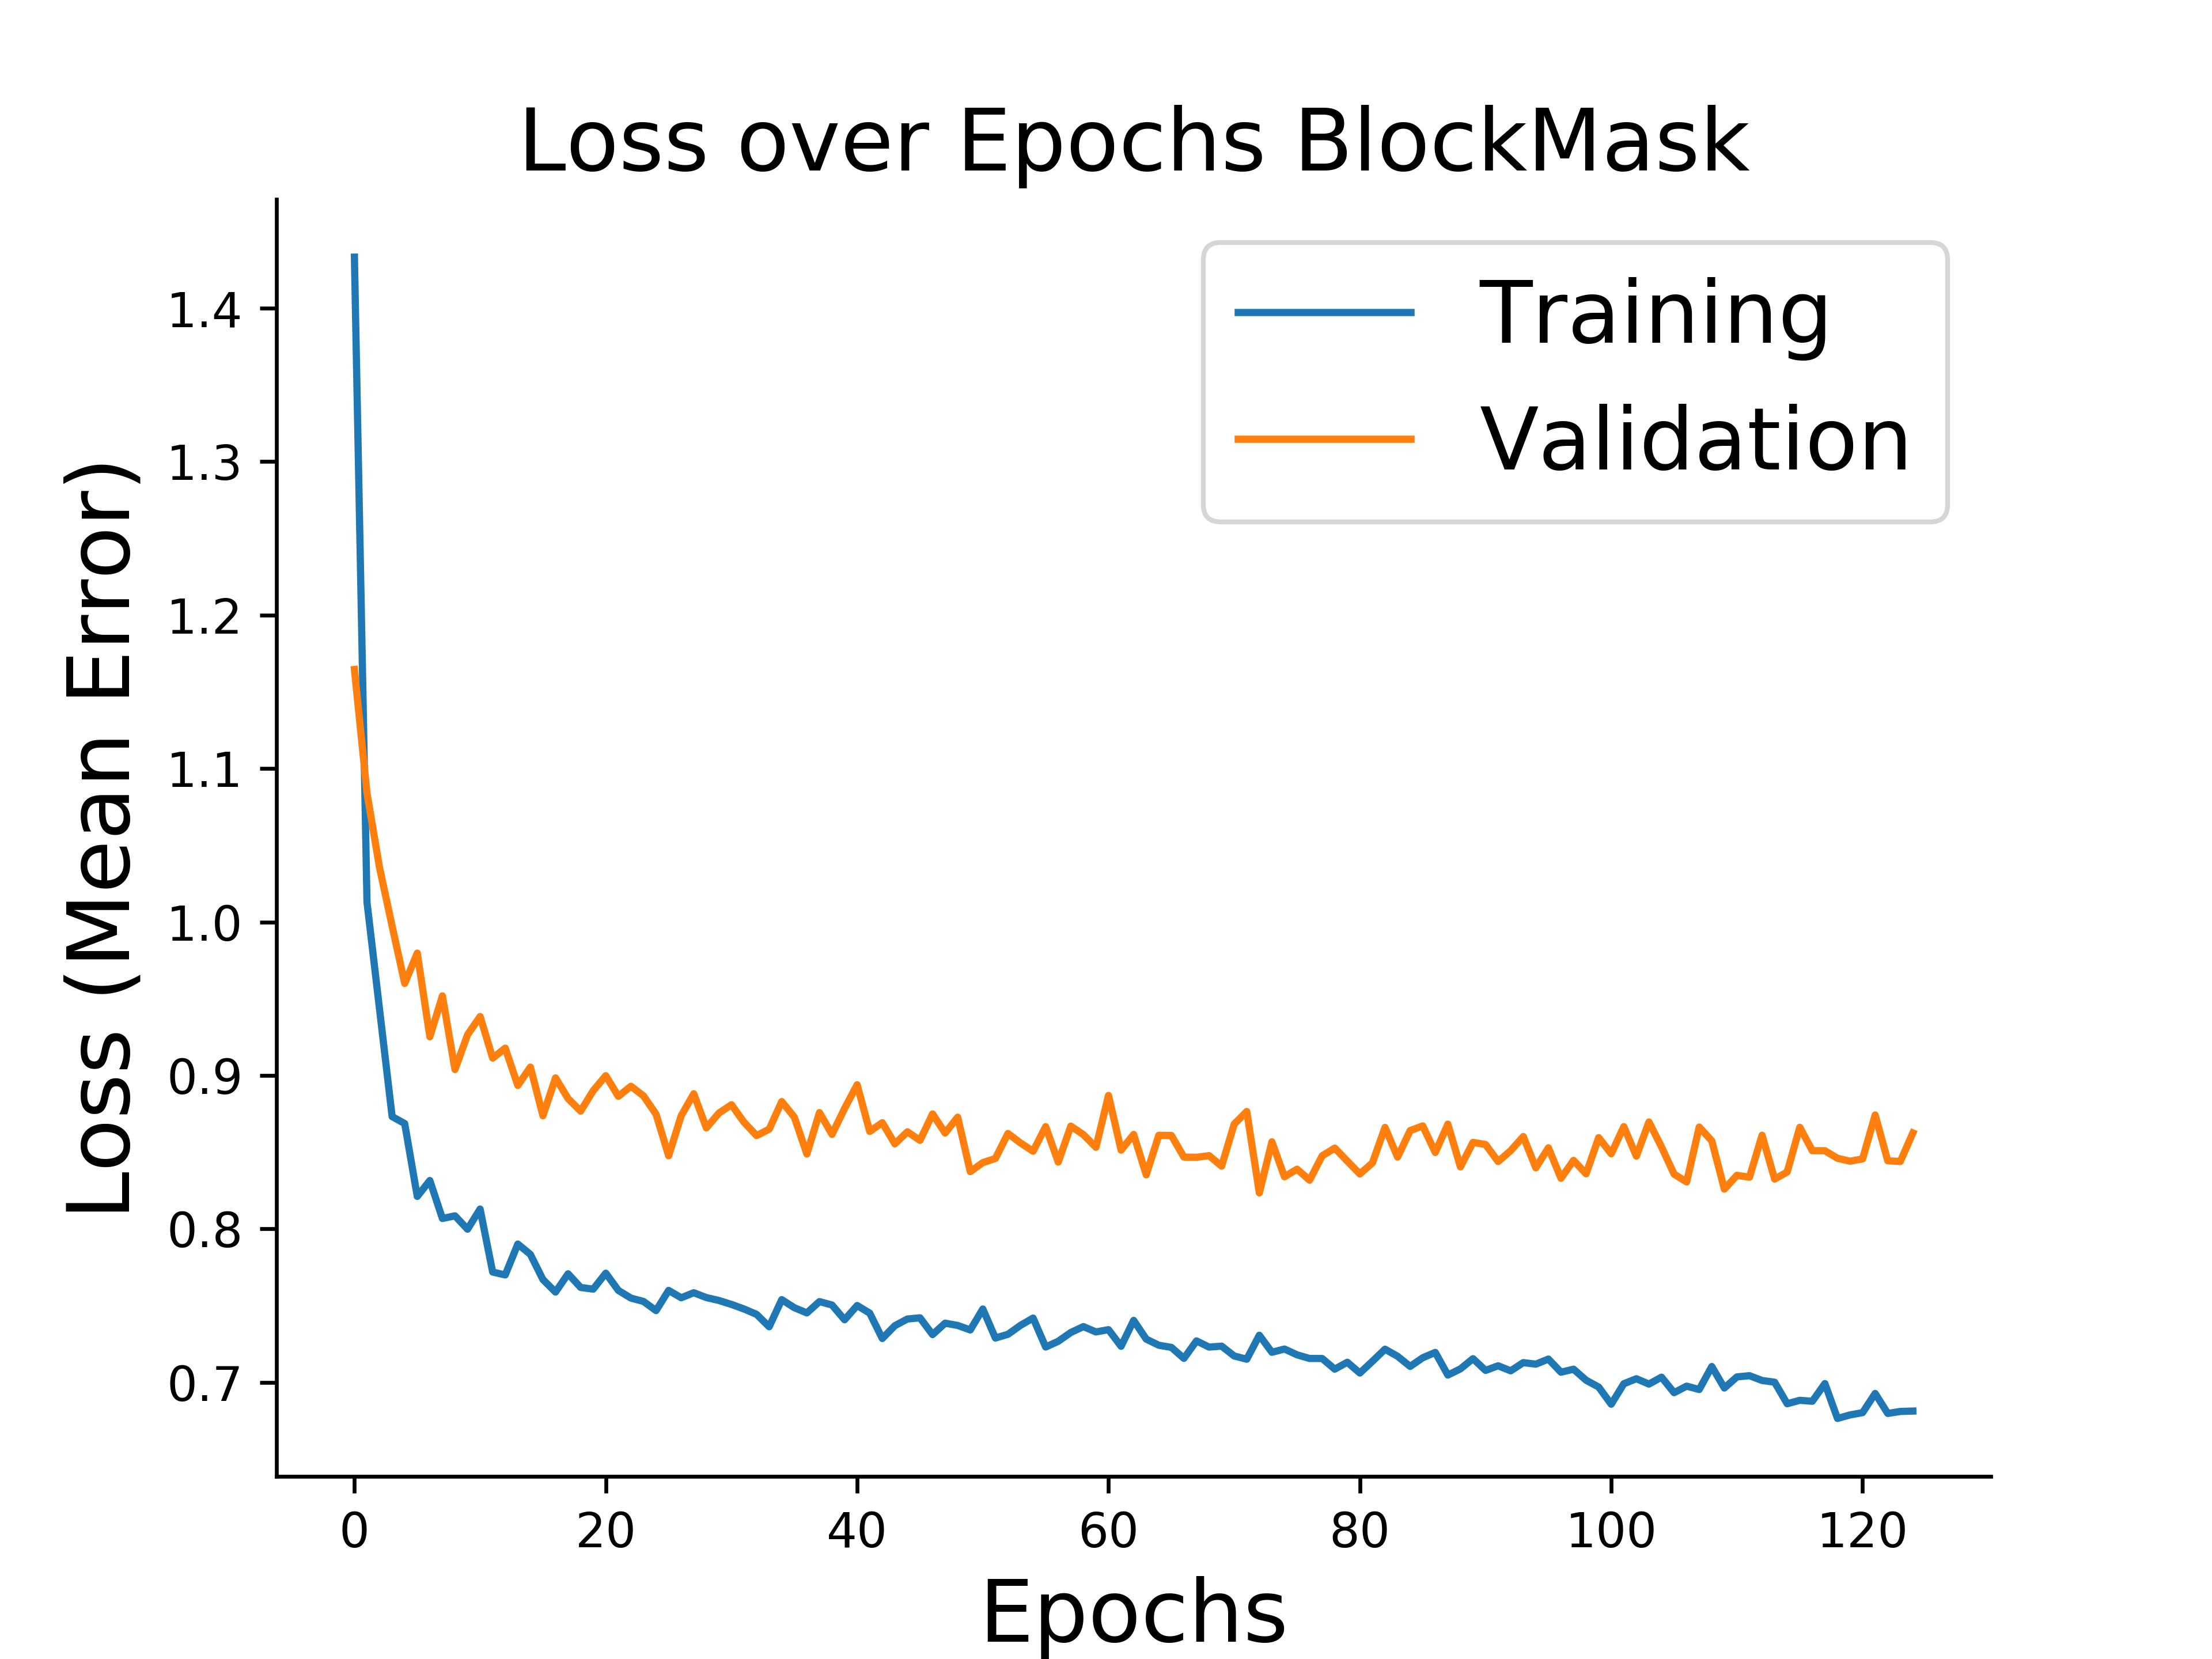 Loss over Epochs BlockMask
Training
Validation
Loss (Mean Error)
1.4
1.3
1.2
1.1
1.0
0.9
0.8
0.7
0 20 40 60 80 100 120
Epochs